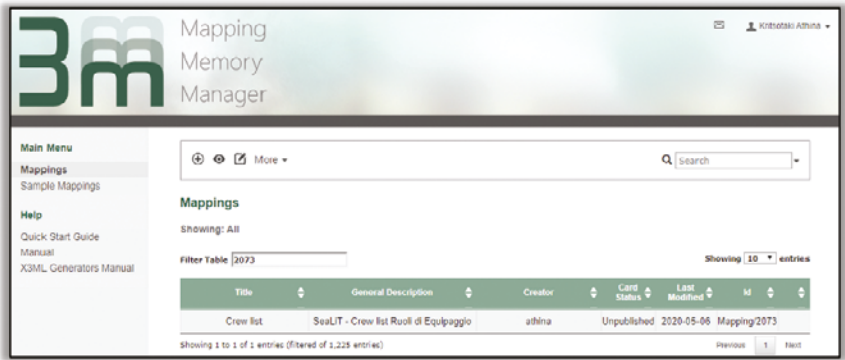 3m
Mapping
Memory
Manager
Kritsotaki Athina
Main Menu
Mappings
Sample Mappings
Help
Quick Start Guide
Manual
X3ML Generators Manual
More
Search
Mappings
Showing: All
Filter Table 2073
Showing 10 entries
Title General Description Creator Card Status Last Modified Id
Crew list SeaLiT - Crew list Ruoli di Equipaggio athina Unpublished 2020-05-06 Mapping/2073
Showing 1 to 1 of 1 entries (filtered of 1,225 entries) Previous 1 Next